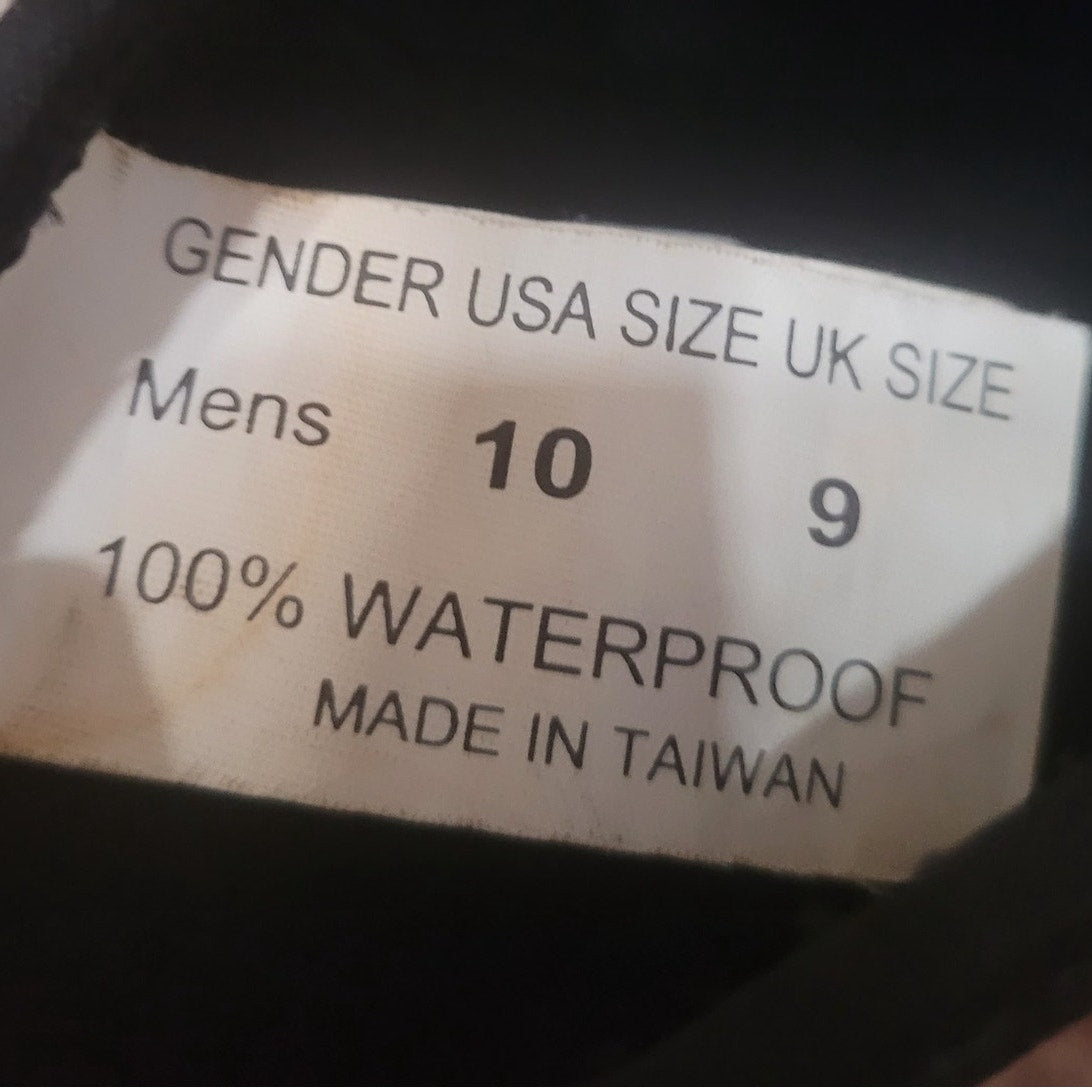 GENDER USA SIZE UK SIZE
Mens 10 9
100% WATERPROOF
MADE IN TAIWAN